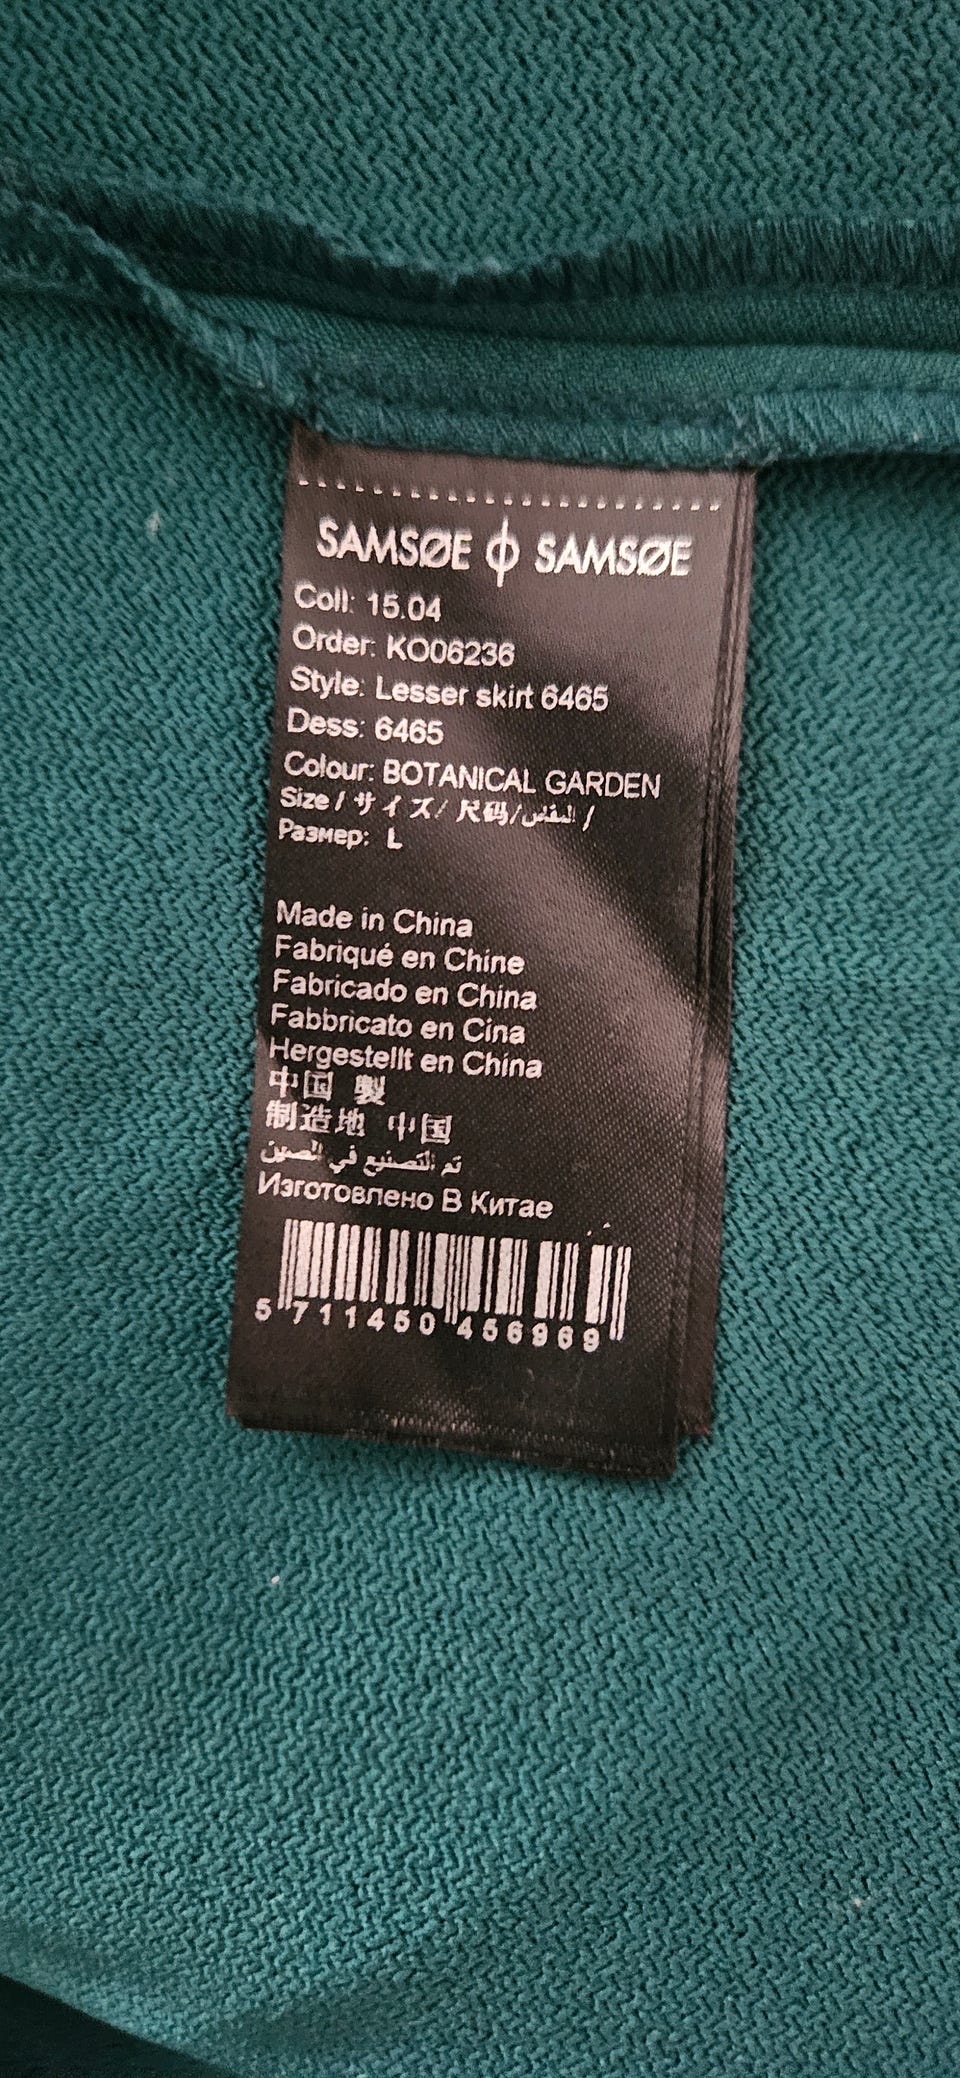 SAMSØE ϕ SAMSØE
Coll: 15.04
Order: KO06236
Style: Lesser skirt 6465
Dess: 6465
Colour: BOTANICAL GARDEN
Size / サイズ/ 尺码/المقاس /
Размер: L
Made in China
Fabriqué en Chine
Fabricado en China
Fabbricato en Cina
Hergestellt en China
中国 製
制造地 中国
تم التصنيع في الصين
Изготовлено В Китае
5 711450 456969